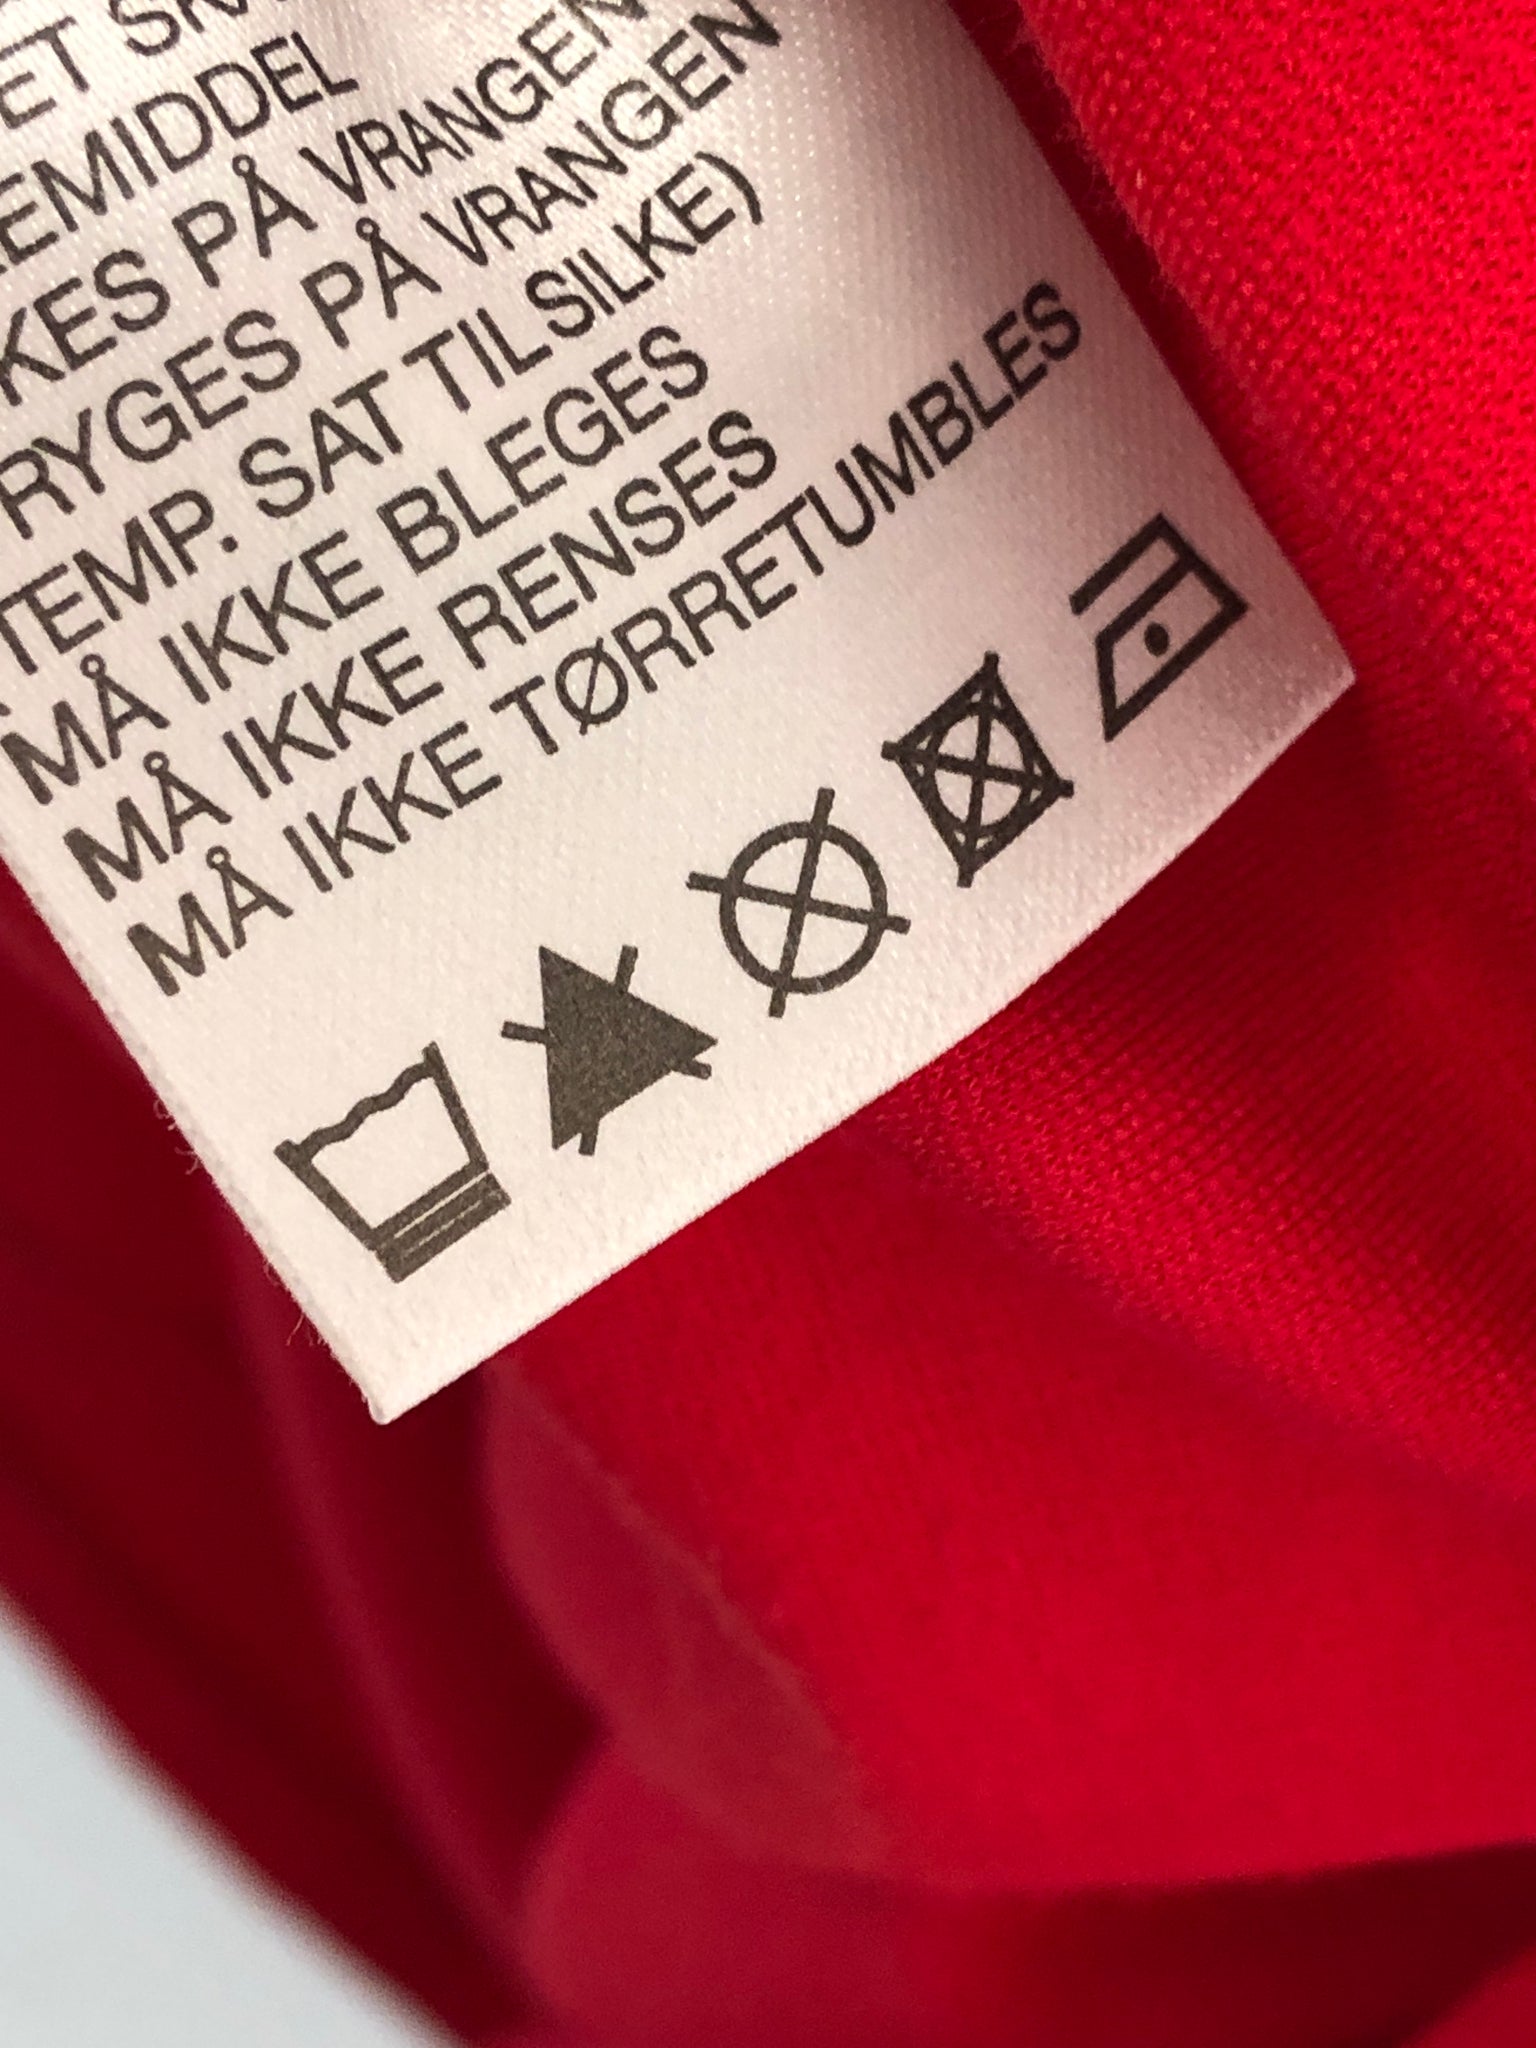 EMIDDEL
KES PÅ VRANGEN
RYGES PÅ VRANGEN
TEMP. SAT TIL SILKE)
MÅ IKKE BLEGES
MÅ IKKE RENSES
MÅ IKKE TØRRETUMBLES